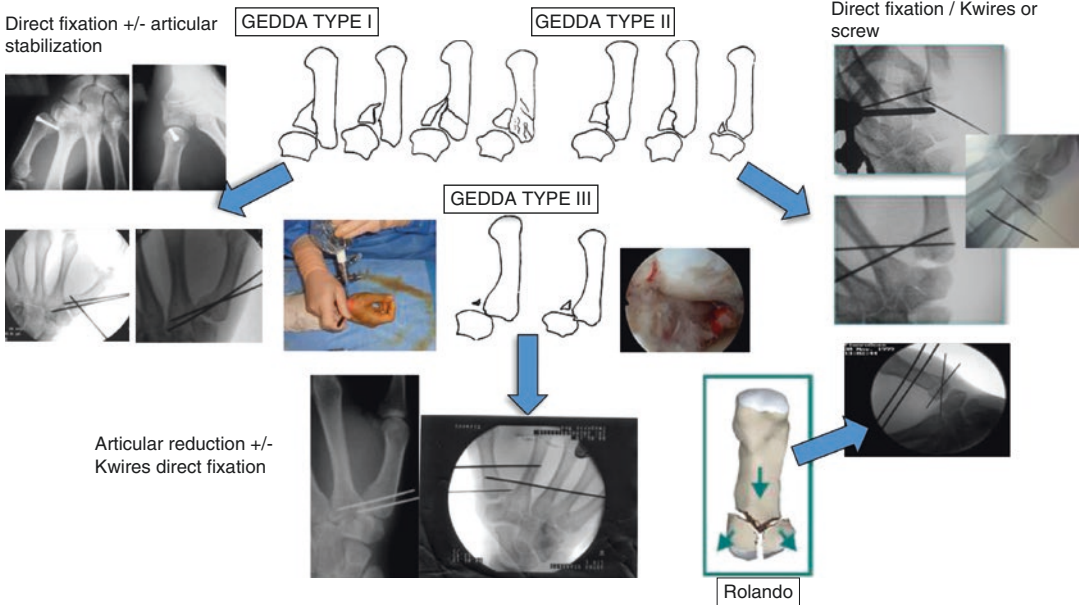 Direct fixation +/- articular
stabilization
GEDDA TYPE I
GEDDA TYPE II
Direct fixation / Kwires or
screw
GEDDA TYPE III
Articular reduction +/-
Kwires direct fixation
Rolando